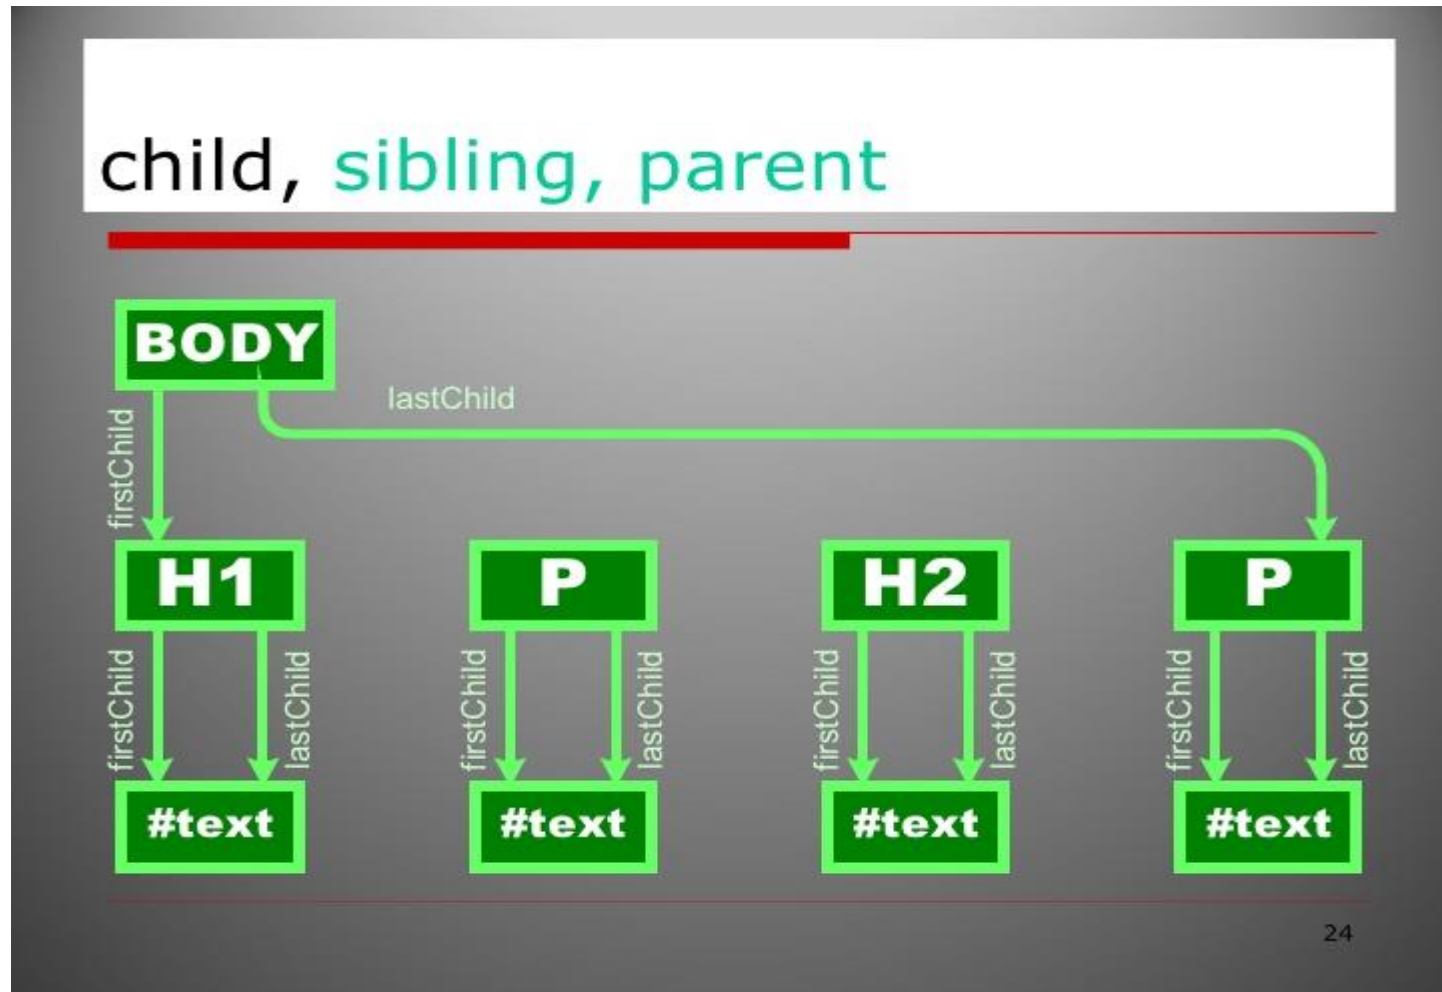 child, sibling, parent
BODY
lastChild
firstChild
H1
P
H2
P
firstChild
lastChild
firstChild
lastChild
firstChild
lastChild
firstChild
lastChild
#text
#text
#text
#text
24